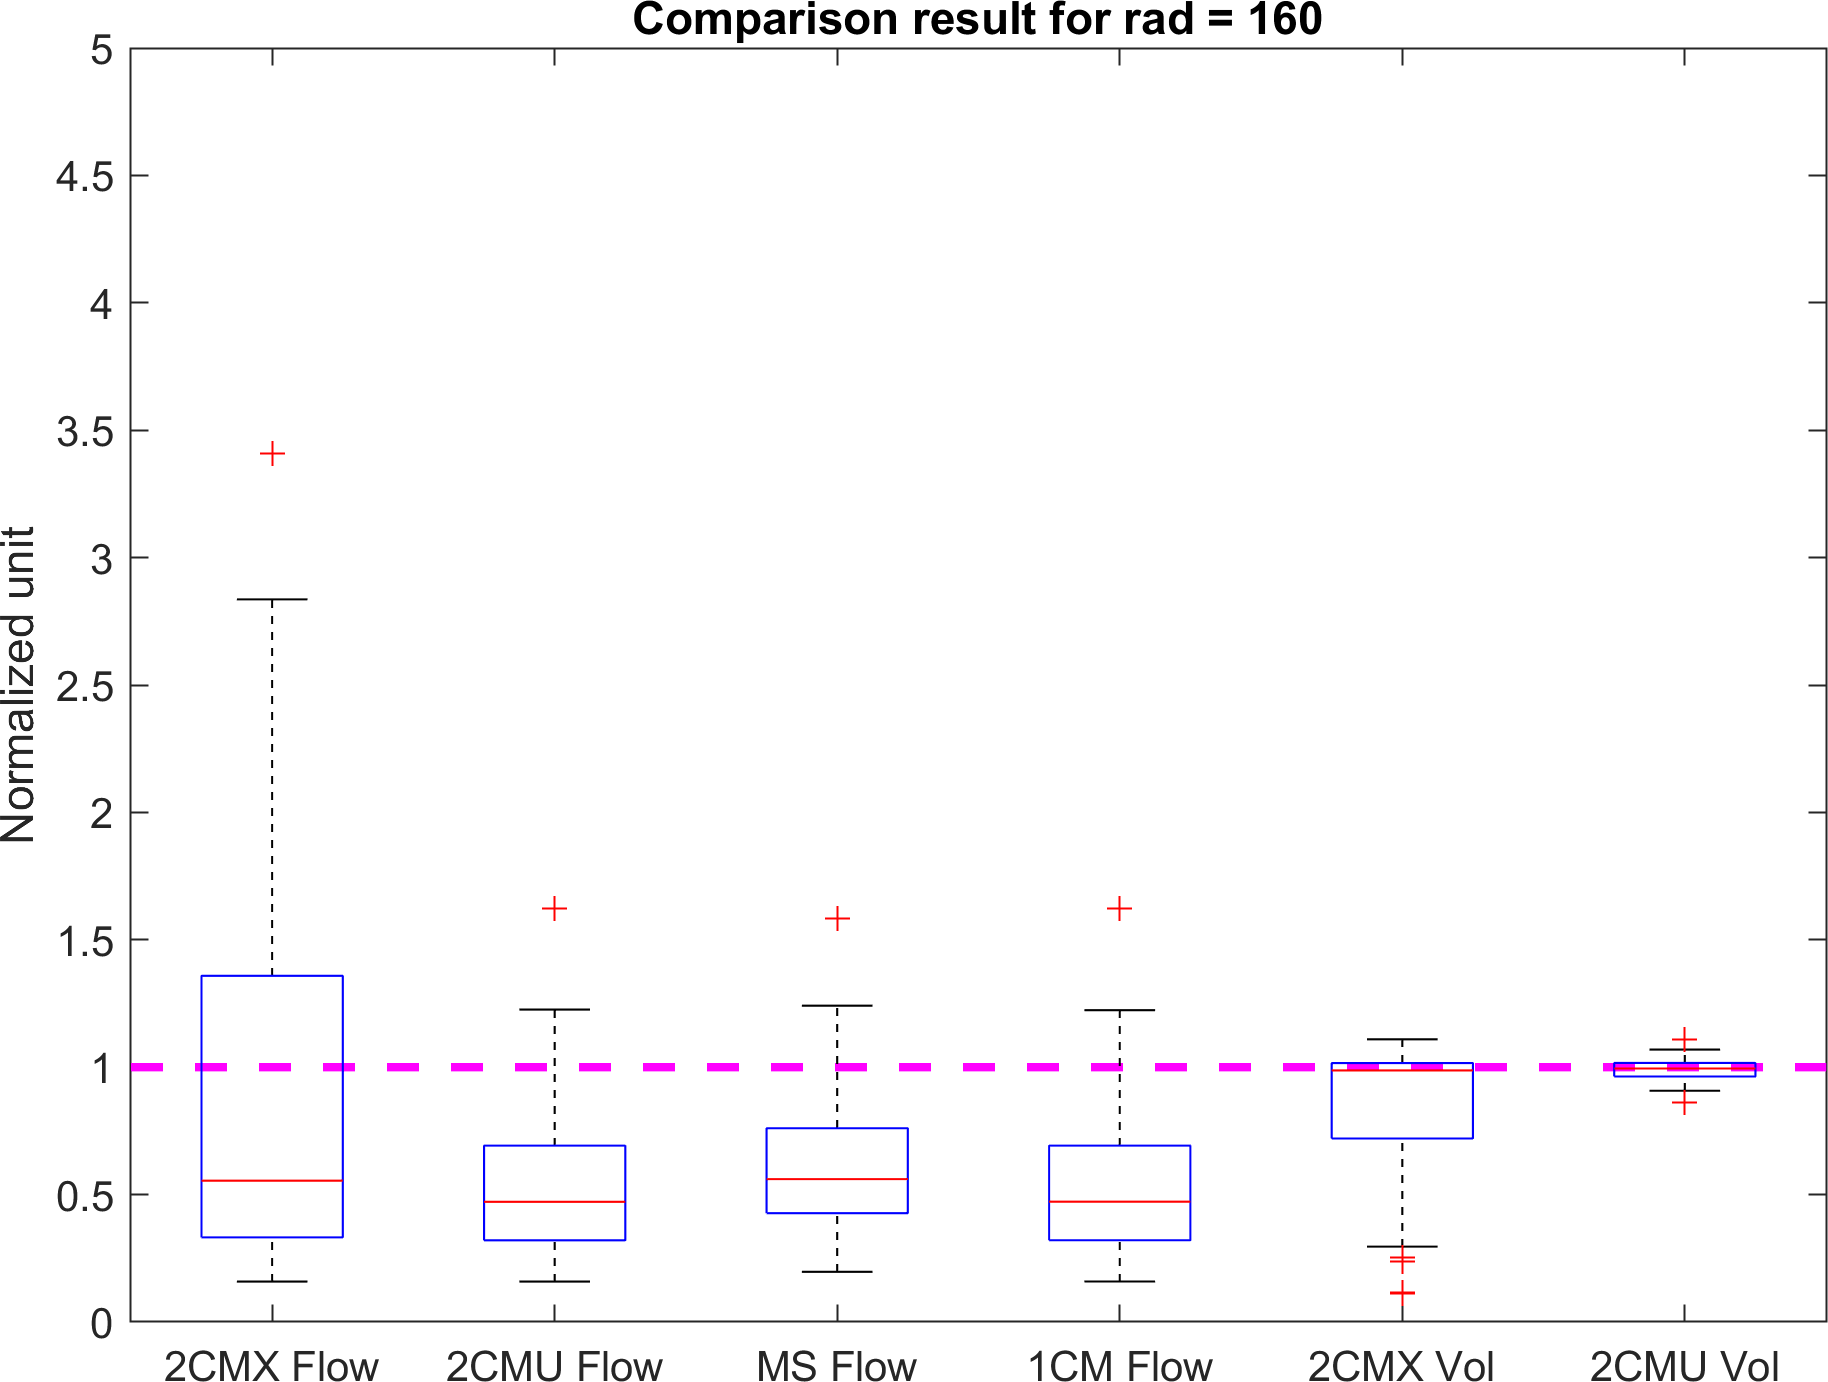 Comparison result for rad = 160
5
4.5
4
3.5
3
2.5
2
1.5
1
0.5
0
Normalized unit
2CMX Flow
2CMU Flow
MS Flow
1CM Flow
2CMX Vol
2CMU Vol